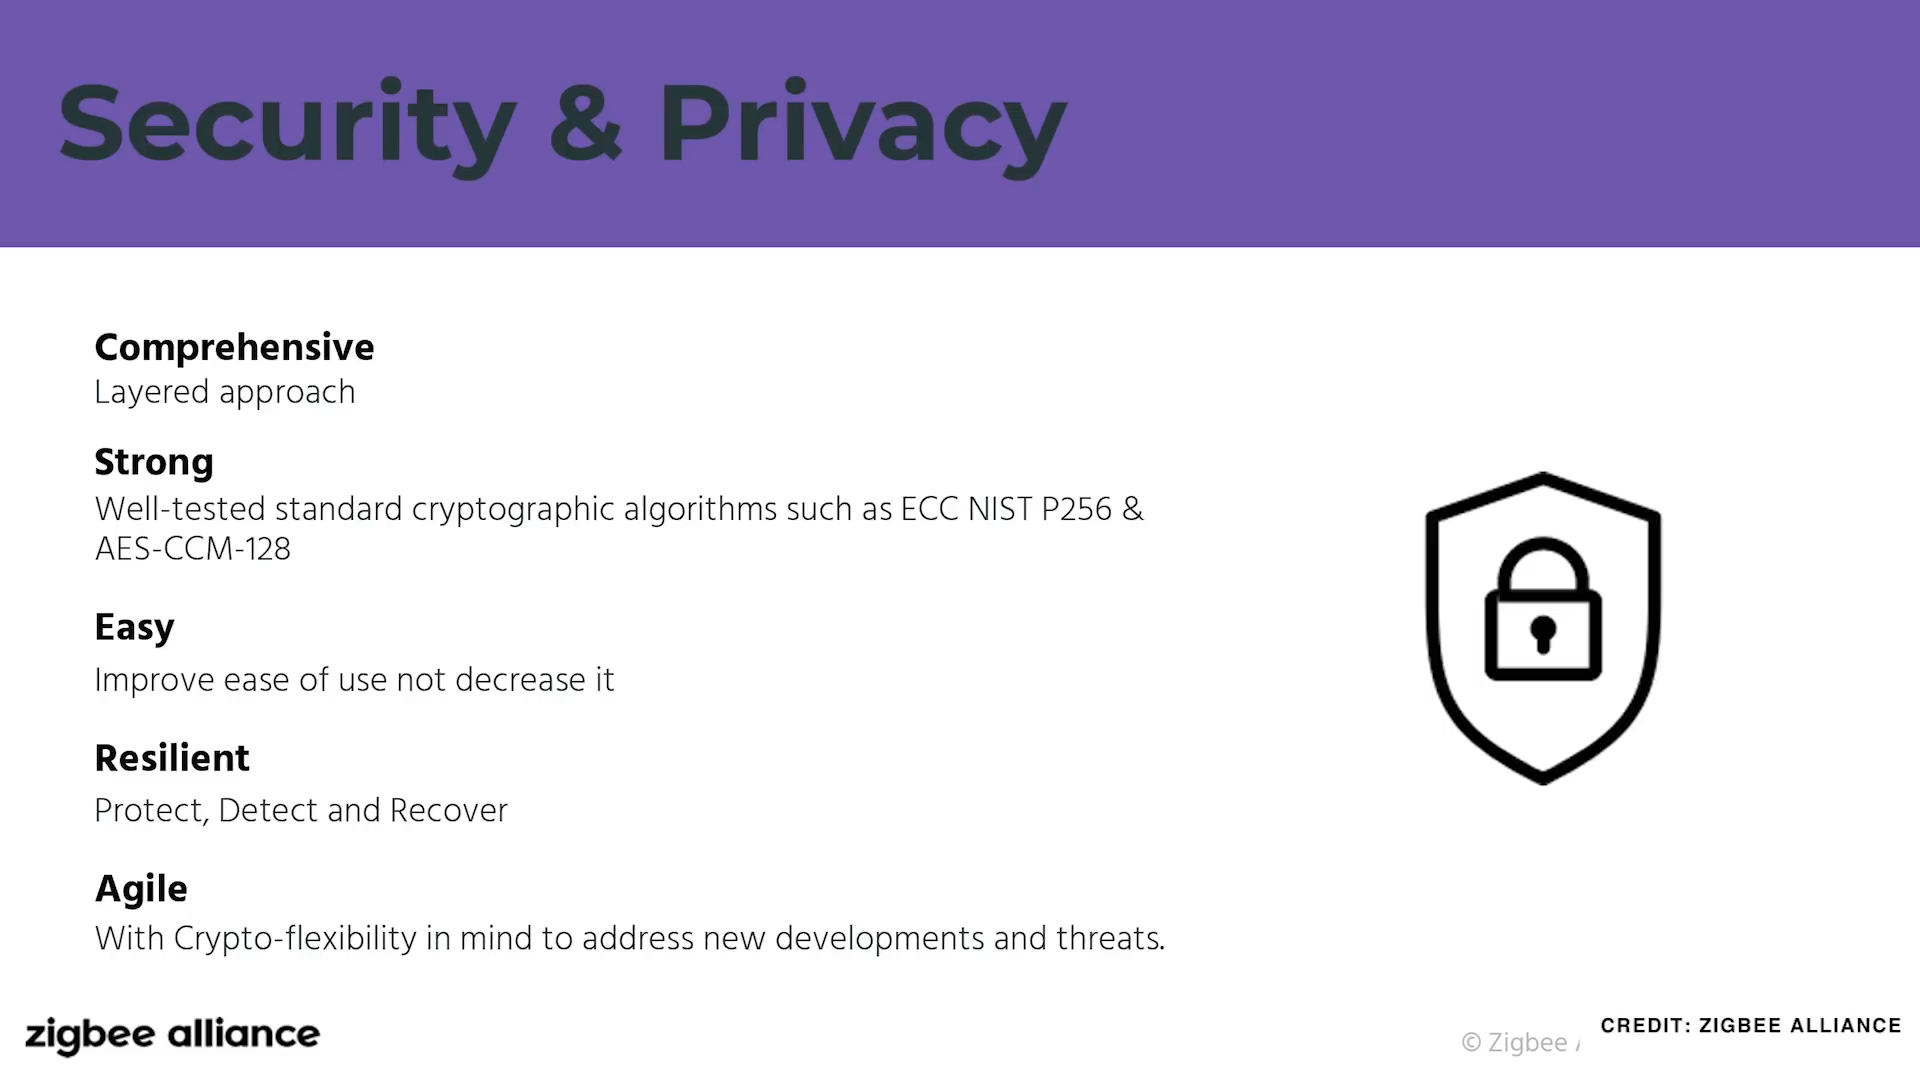 Security & Privacy
Comprehensive
Layered approach
Strong
Well-tested standard cryptographic algorithms such as ECC NIST P256 &
AES-CCM-128
Easy
Improve ease of use not decrease it
Resilient
Protect, Detect and Recover
Agile
With Crypto-flexibility in mind to address new developments and threats.
zigbee alliance
© Zigbee
CREDIT: ZIGBEE ALLIANCE